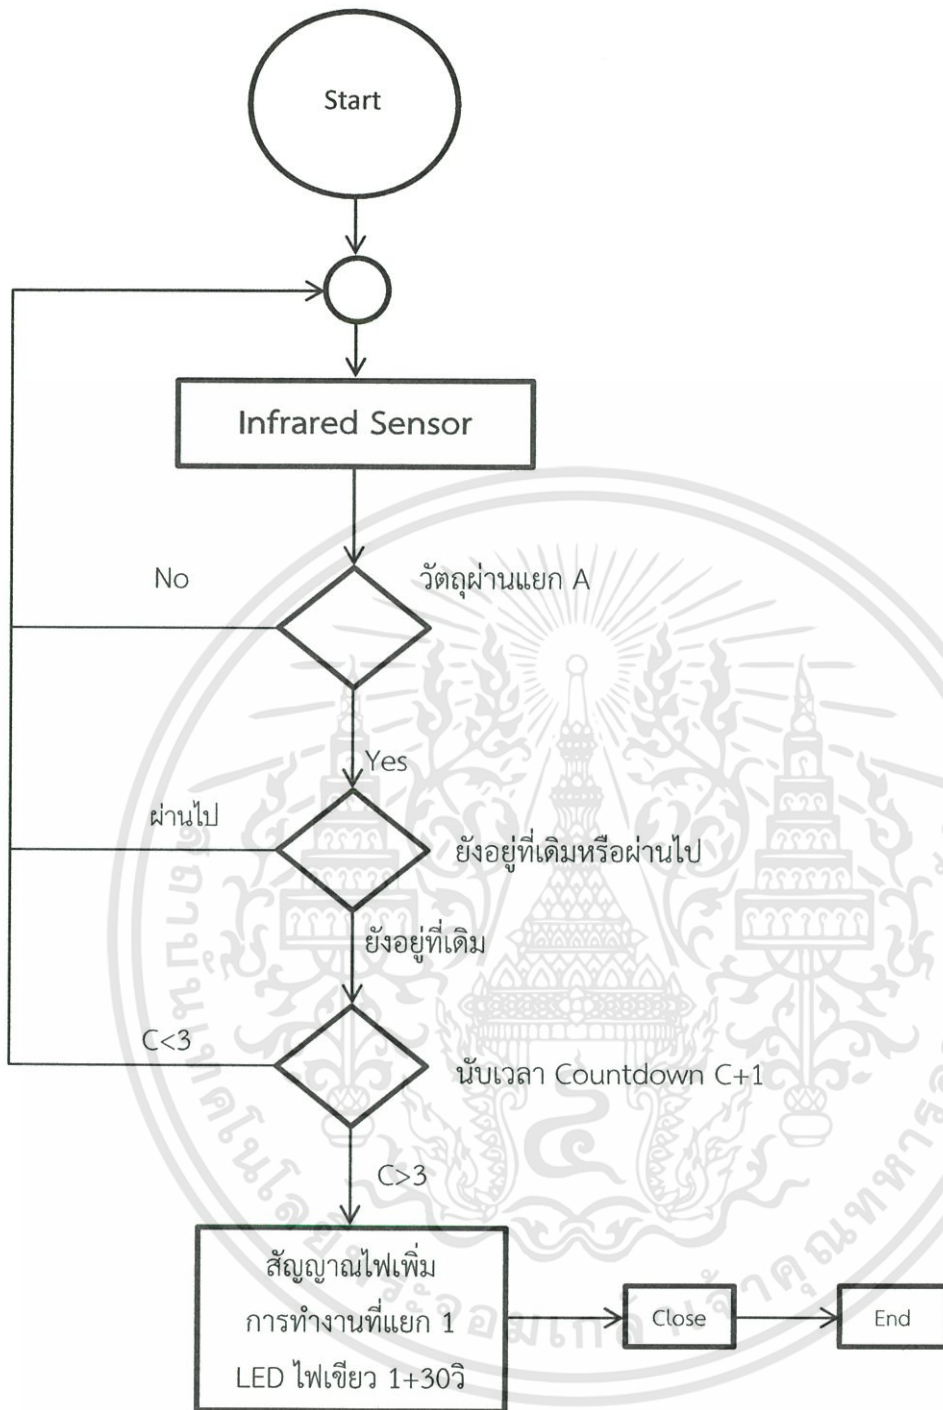 Start
Infrared Sensor
No
วัตถุผ่านแยก A
Yes
ผ่านไป
ยังอยู่ที่เดิมหรือผ่านไป
ยังอยู่ที่เดิม
C<3
นับเวลา Countdown C+1
C>3
สัญญาณไฟเพิ่ม
การทำงานที่แยก 1
LED ไฟเขียว 1+30วิ
Close
End